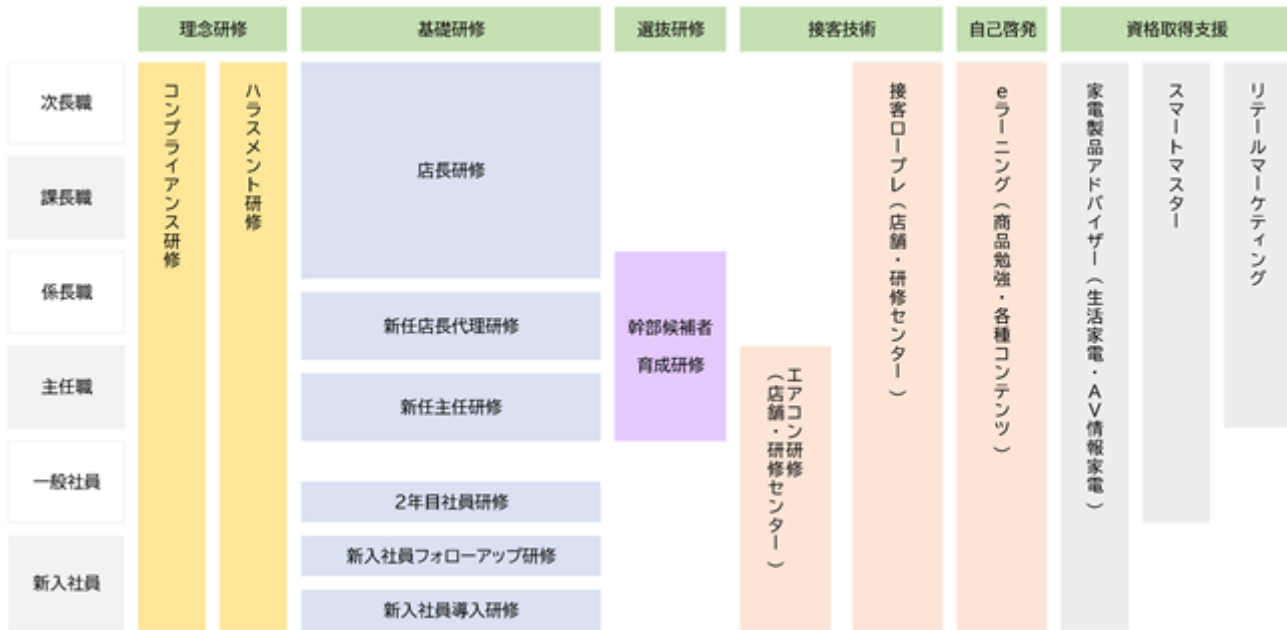 理念研修
基礎研修
選抜研修
接客技術
自己啓発
資格取得支援
次長職
課長職
係長職
主任職
一般社員
新入社員
コンプライアンス研修
ハラスメント研修
店長研修
新任店長代理研修
新任主任研修
2年目社員研修
新入社員フォローアップ研修
新入社員導入研修
幹部候補者
育成研修
エアコン研修
（店舗・研修センター）
接客ロープレ（店舗・研修センター）
eラーニング（商品勉強・各種コンテンツ）
家電製品アドバイザー（生活家電・AV情報家電）
スマートマスター
リテールマーケティング